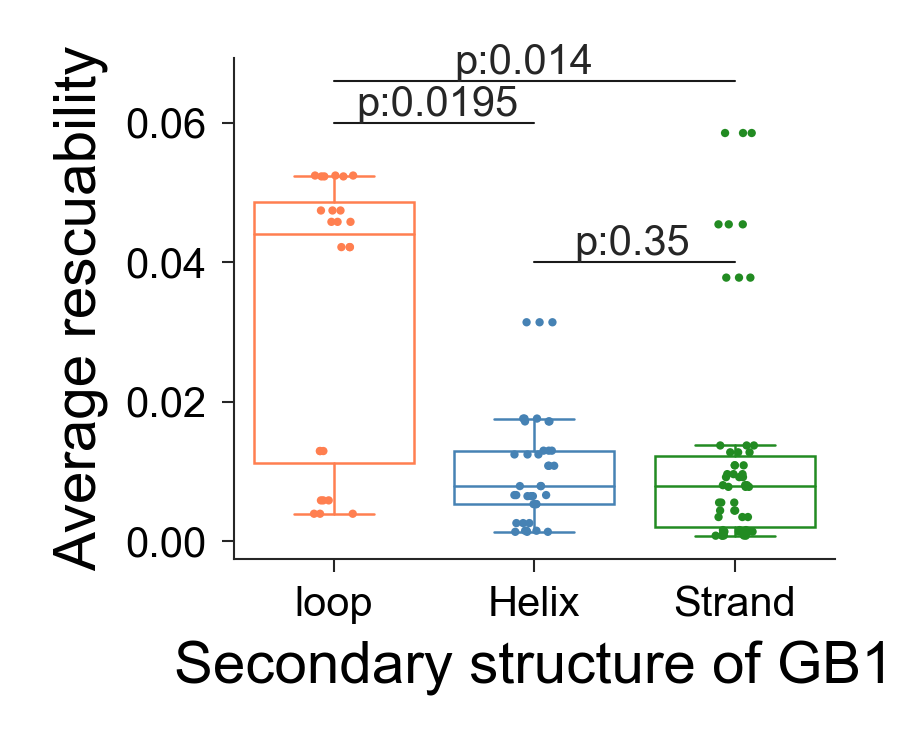 Average rescuability
p:0.014
p:0.0195
0.06
p:0.35
0.04
0.02
0.00
loop Helix Strand
Secondary structure of GB1